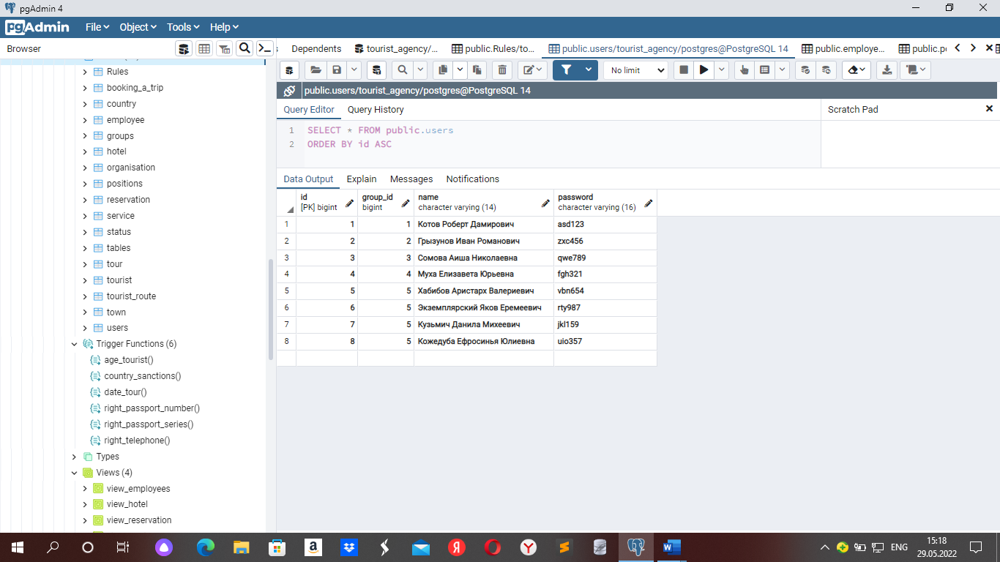 pgAdmin 4
pgAdmin File Object Tools Help
Browser
Dependents tourist_agency/... public.Rules/to... public.users/tourist_agency/postgres@PostgreSQL 14 public.employe...
No limit
public.users/tourist_agency/postgres@PostgreSQL 14
Query Editor Query History Scratch Pad
1 SELECT * FROM public.users
2 ORDER BY id ASC
Data Output Explain Messages Notifications
id group_id name password
[PK] bigint bigint character varying (14) character varying (16)
1 1 1 Котов Роберт Дамирович asd123
2 2 2 Грызунов Иван Романович zxc456
3 3 3 Сомова Аиша Николаевна qwe789
4 4 4 Муха Елизавета Юрьевна fgh321
5 5 5 Хабибов Аристарх Валериевич vbn654
6 6 5 Экземплярский Яков Еремеевич rty987
7 7 5 Кузьмич Данила Михеевич jkl159
8 8 5 Кожедуба Ефросинья Юлиевна uio357
Rules
booking_a_trip
country
employee
groups
hotel
organisation
positions
reservation
service
status
tables
tour
tourist
tourist_route
town
users
Trigger Functions (6)
age_tourist()
country_sanctions()
date_tour()
right_passport_number()
right_passport_series()
right_telephone()
Types
Views (4)
view_employees
view_hotel
view_reservation
ENG
15:18
29.05.2022